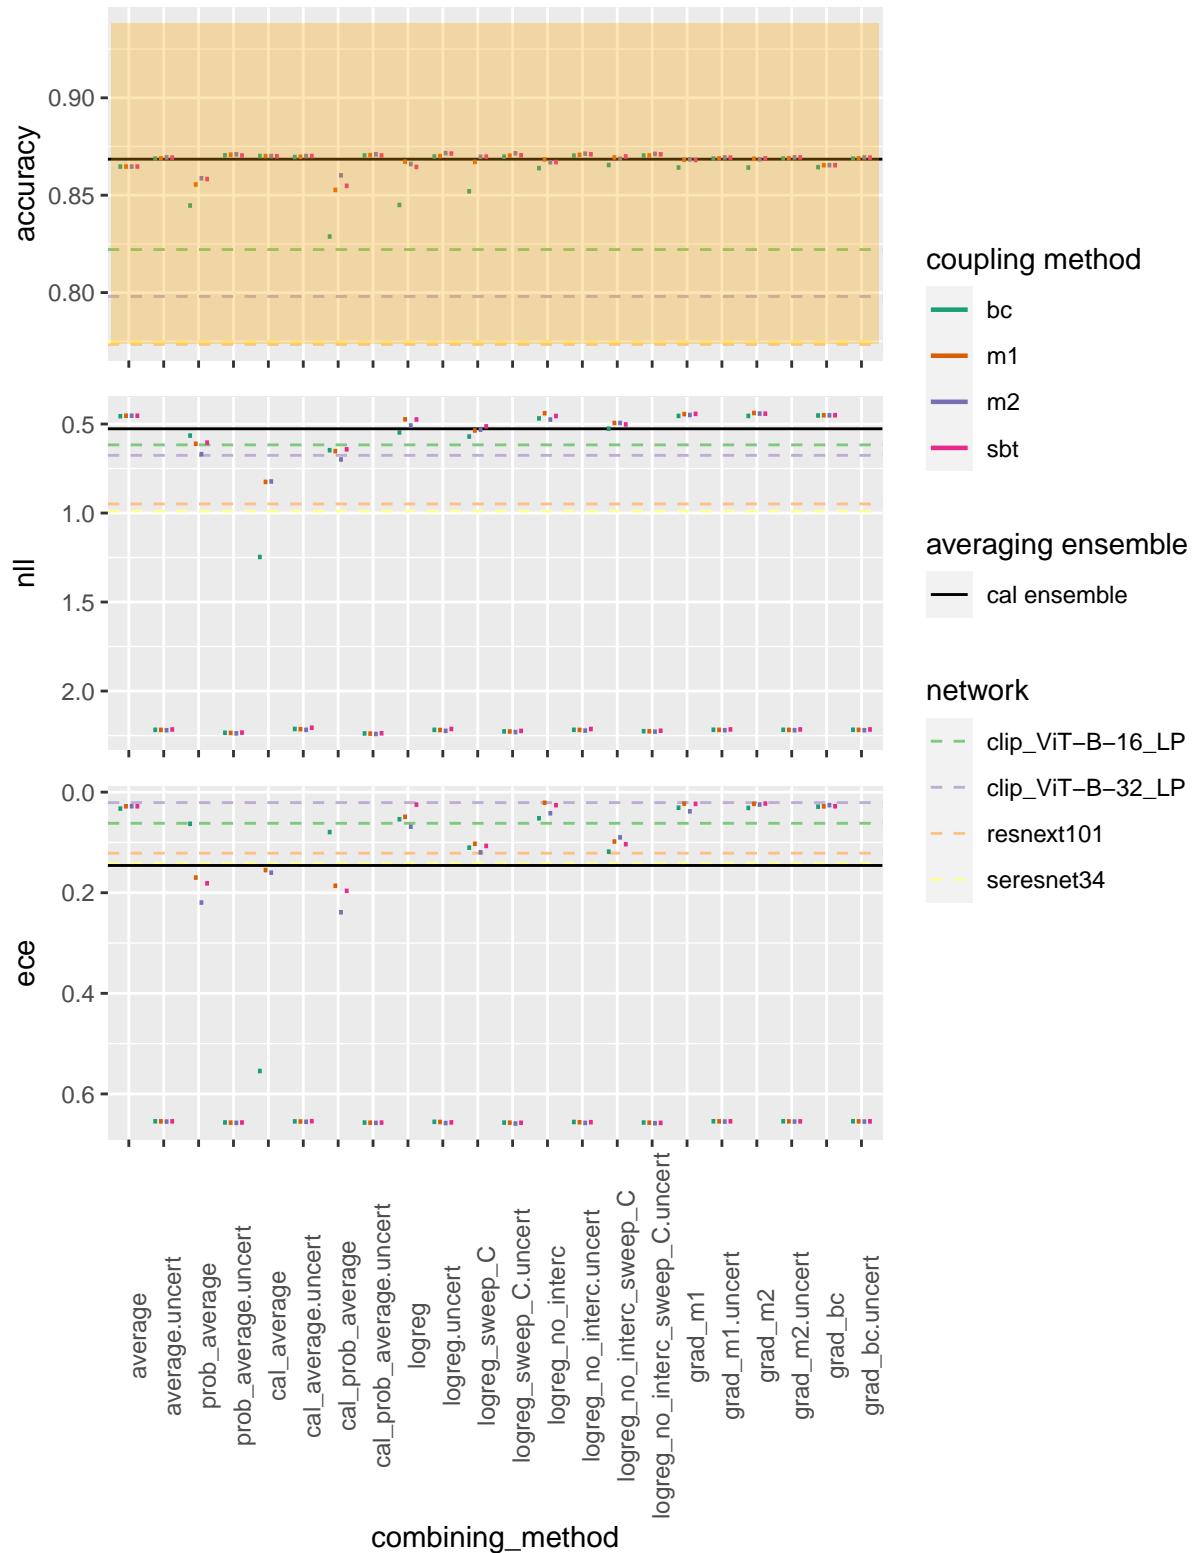 accuracy
0.90
0.85
0.80
nll
0.5
1.0
1.5
2.0
ece
0.0
0.2
0.4
0.6
average
average.uncert
prob_average
prob_average.uncert
cal_average
cal_average.uncert
cal_prob_average
cal_prob_average.uncert
logreg
logreg.uncert
logreg_sweep_C
logreg_sweep_C.uncert
logreg_no_interc
logreg_no_interc.uncert
logreg_no_interc_sweep_C
logreg_no_interc_sweep_C.uncert
grad_m1
grad_m1.uncert
grad_m2
grad_m2.uncert
grad_bc
grad_bc.uncert
combining_method
coupling method
bc
m1
m2
sbt
averaging ensemble
cal ensemble
network
clip_ViT−B−16_LP
clip_ViT−B−32_LP
resnext101
seresnet34